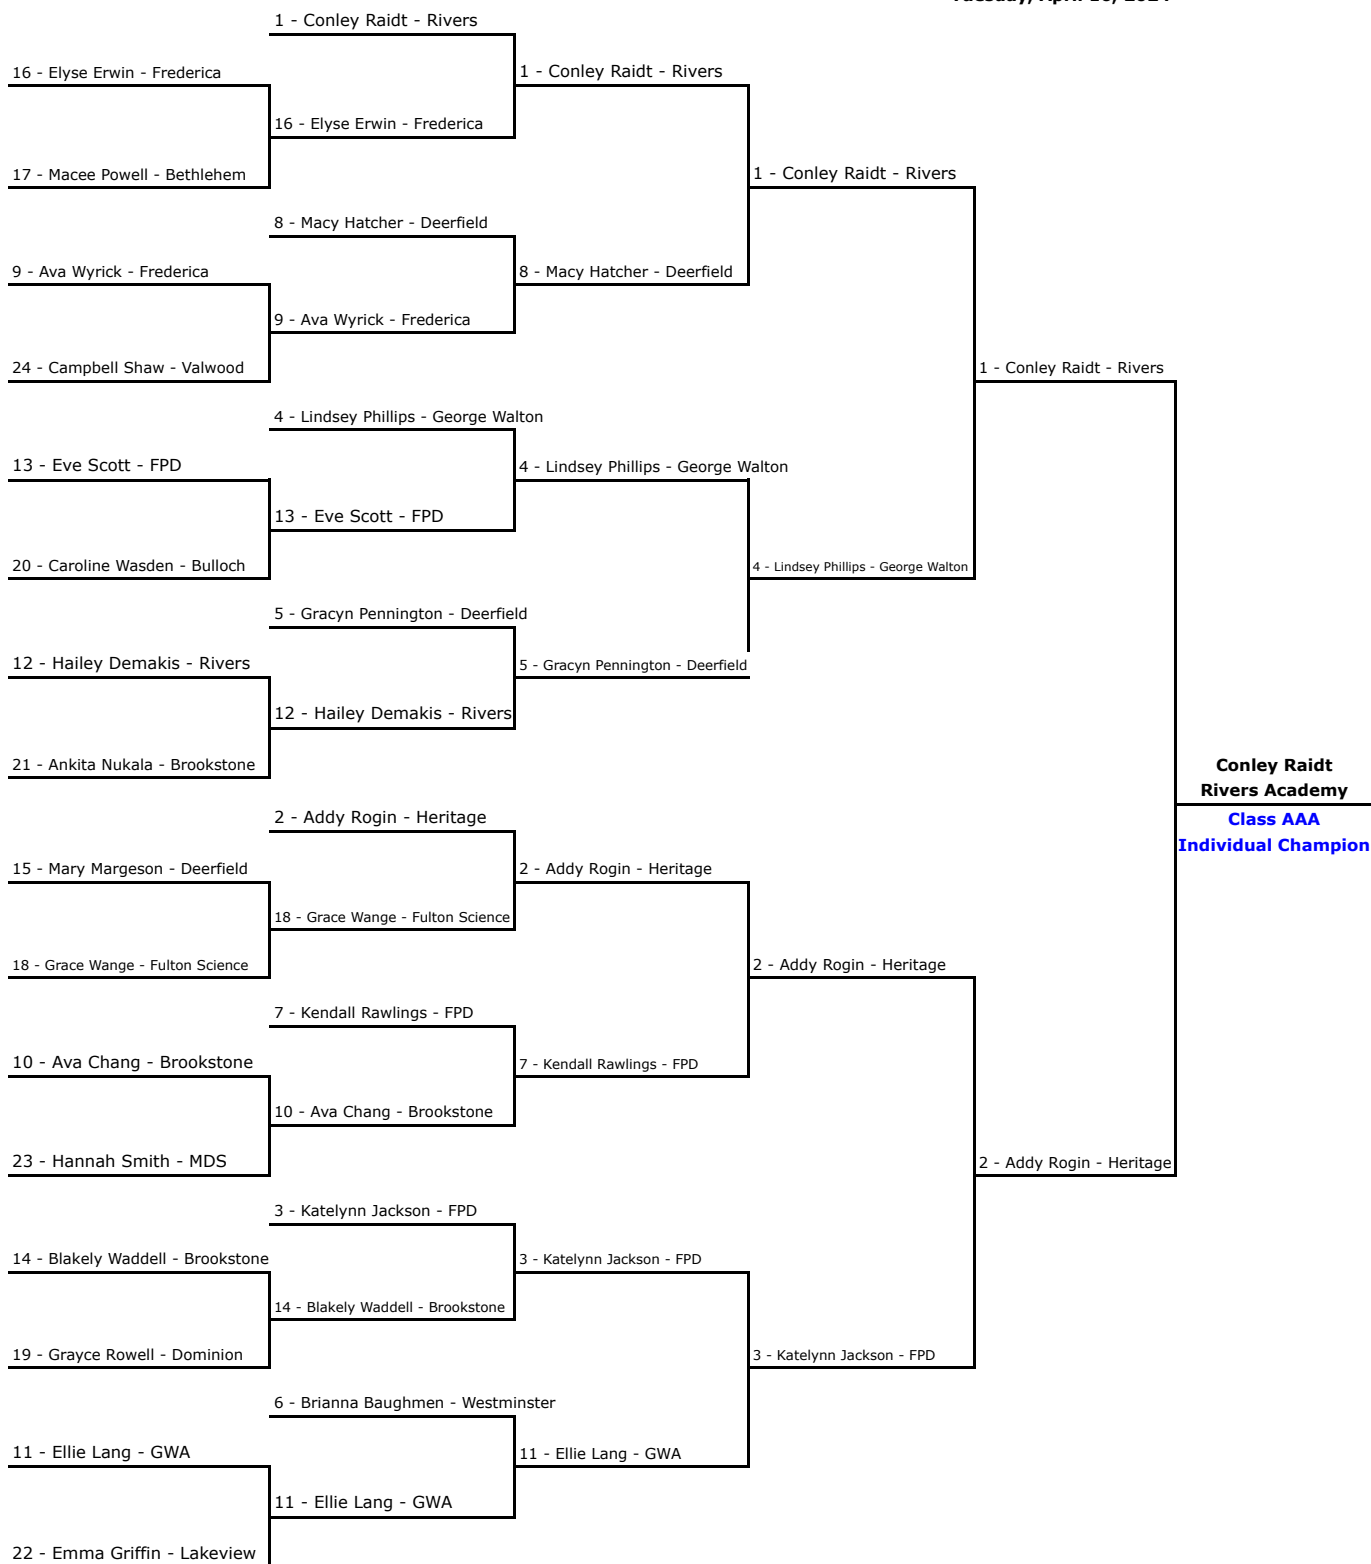 1 - Conley Raidt - Rivers
16 - Elyse Erwin - Frederica
1 - Conley Raidt - Rivers
16 - Elyse Erwin - Frederica
17 - Macee Powell - Bethlehem
1 - Conley Raidt - Rivers
8 - Macy Hatcher - Deerfield
9 - Ava Wyrick - Frederica
8 - Macy Hatcher - Deerfield
9 - Ava Wyrick - Frederica
24 - Campbell Shaw - Valwood
1 - Conley Raidt - Rivers
4 - Lindsey Phillips - George Walton
13 - Eve Scott - FPD
4 - Lindsey Phillips - George Walton
13 - Eve Scott - FPD
20 - Caroline Wasden - Bulloch
4 - Lindsey Phillips - George Walton
5 - Gracyn Pennington - Deerfield
12 - Hailey Demakis - Rivers
5 - Gracyn Pennington - Deerfield
12 - Hailey Demakis - Rivers
21 - Ankita Nukala - Brookstone
Conley Raidt
Rivers Academy
Class AAA
Individual Champion
2 - Addy Rogin - Heritage
15 - Mary Margeson - Deerfield
2 - Addy Rogin - Heritage
18 - Grace Wange - Fulton Science
18 - Grace Wange - Fulton Science
2 - Addy Rogin - Heritage
7 - Kendall Rawlings - FPD
10 - Ava Chang - Brookstone
7 - Kendall Rawlings - FPD
10 - Ava Chang - Brookstone
23 - Hannah Smith - MDS
2 - Addy Rogin - Heritage
3 - Katelynn Jackson - FPD
14 - Blakely Waddell - Brookstone
3 - Katelynn Jackson - FPD
14 - Blakely Waddell - Brookstone
19 - Grayce Rowell - Dominion
3 - Katelynn Jackson - FPD
6 - Brianna Baughmen - Westminster
11 - Ellie Lang - GWA
11 - Ellie Lang - GWA
11 - Ellie Lang - GWA
22 - Emma Griffin - Lakeview